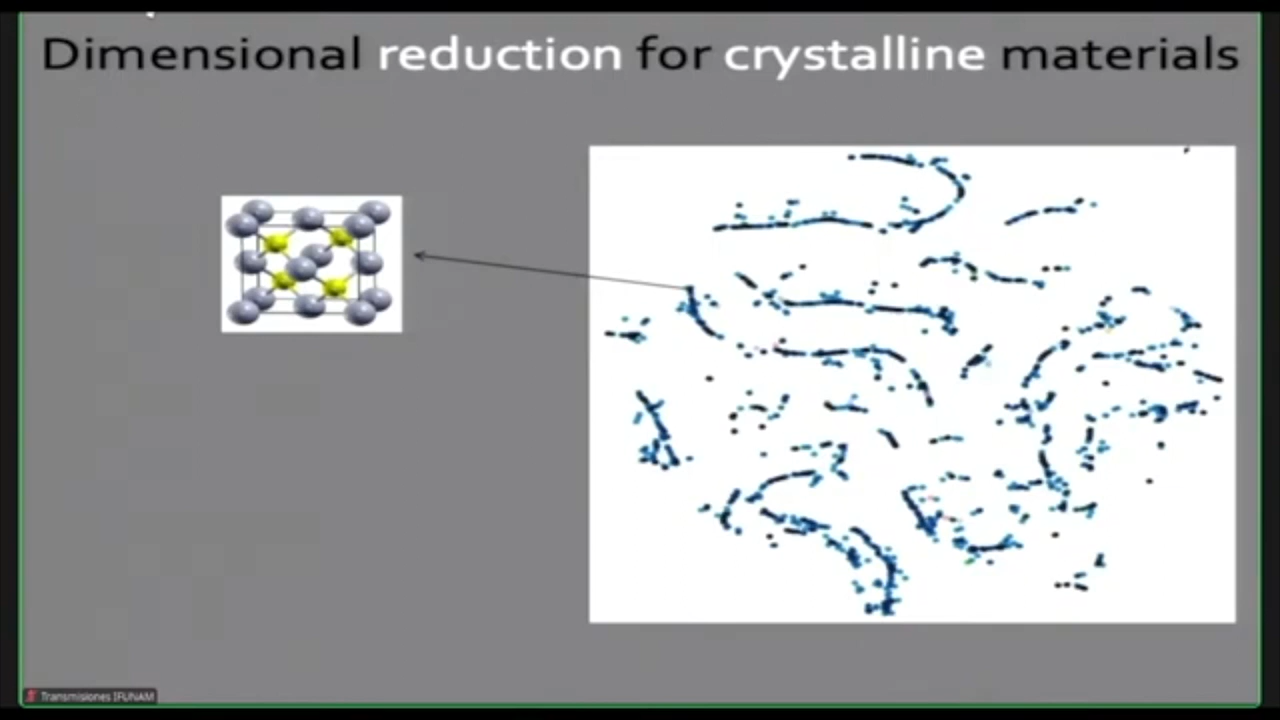 Dimensional reduction for crystalline materials
Transmisiones IFUNAM